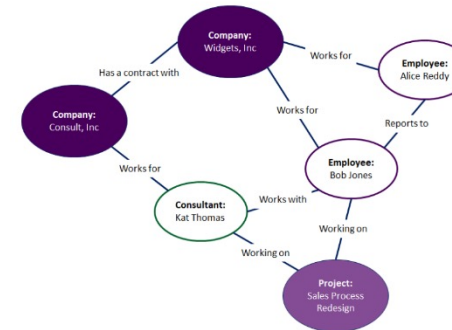 Company:
Widgets, Inc
Works for
Employee:
Alice Reddy
Has a contract with
Company:
Consult, Inc
Works for
Reports to
Works for
Employee:
Bob Jones
Consultant:
Kat Thomas
Works with
Working on
Working on
Project:
Sales Process
Redesign